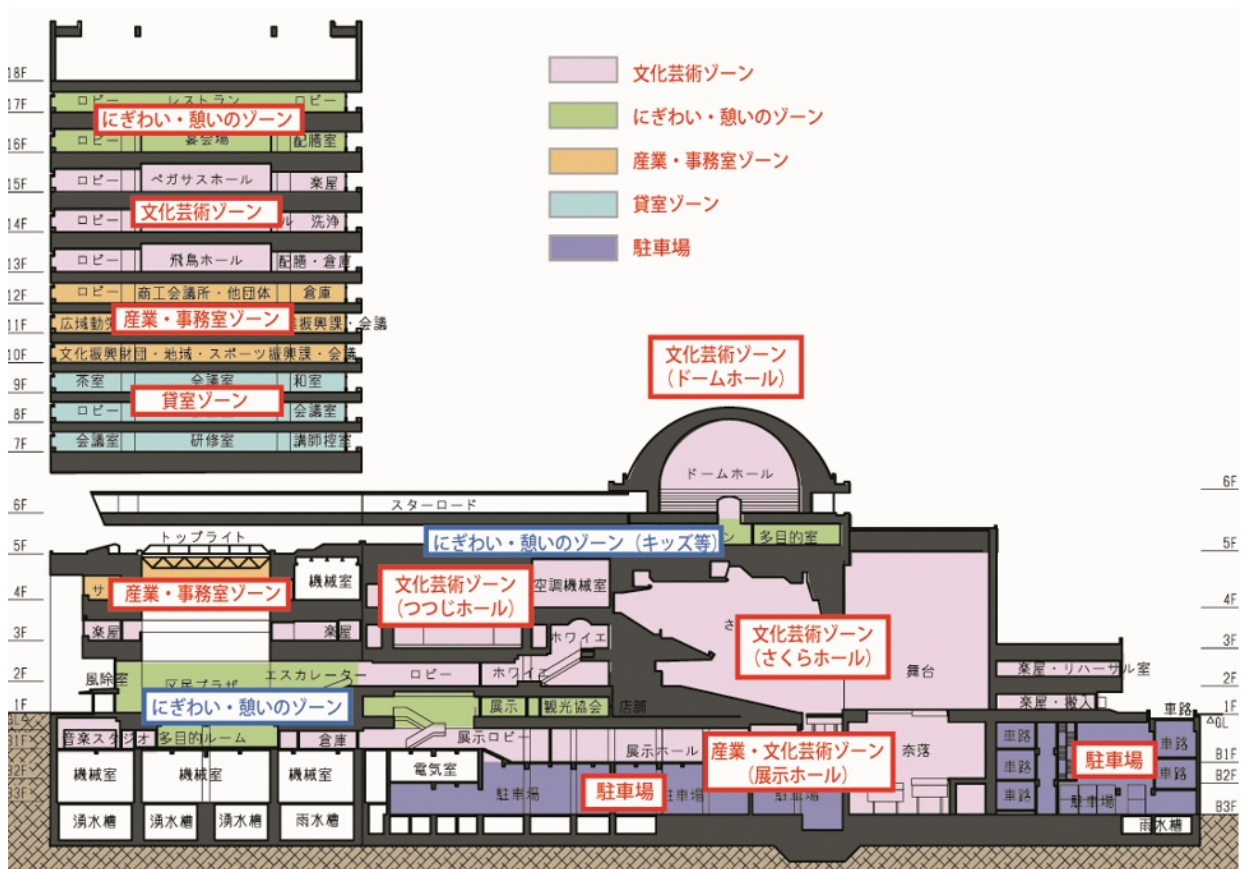 18F
17F
16F
15F
14F
13F
12F
11F
10F
9F
8F
7F
6F
5F
4F
3F
2F
1F
GL
B1F
B2F
B3F
文化芸術ゾーン
にぎわい・憩いのゾーン
産業・事務室ゾーン
貸室ゾーン
駐車場
ロビー レストラン ロビー
にぎわい・憩いのゾーン
ロビー 宴会場 配膳室
ロビー ペガサスホール 楽屋
文化芸術ゾーン
ロビー ル 洗浄
ロビー 飛鳥ホール 配膳・倉庫
ロビー 商工会議所・他団体 倉庫
産業・事務室ゾーン
広域動 振興課・会議
文化振興財団・地域・スポーツ振興課・会議
茶室 会議室 和室
貸室ゾーン
ロビー 会議室
会議室 研修室 講師控室
文化芸術ゾーン
(ドームホール)
ドームホール
スターロード
トップライト
にぎわい・憩いのゾーン(キッズ等)
ン 多目的室
機械室
サ
産業・事務室ゾーン
文化芸術ゾーン
(つつじホール)
空調機械室
楽屋 楽屋
ホワイエ
さ
文化芸術ゾーン
(さくらホール)
舞台
風除室
区民プラザ
エスカレーター
ロビー
ホワイエ
楽屋・リハーサル室
にぎわい・憩いのゾーン
展示
観光協会
店舗
楽屋・搬入
車路
音楽スタジオ
多目的ルーム
倉庫
展示ロビー
展示ホール
産業・文化芸術ゾーン
(展示ホール)
奈落
車路
車路
駐車場
機械室
機械室
機械室
電気室
駐車場
駐車場
駐車場
駐車場
車路
車路
車路
駐車場
湧水槽
湧水槽
湧水槽
雨水槽
雨水槽
6F
5F
4F
3F
2F
1F
GL
B1F
B2F
B3F